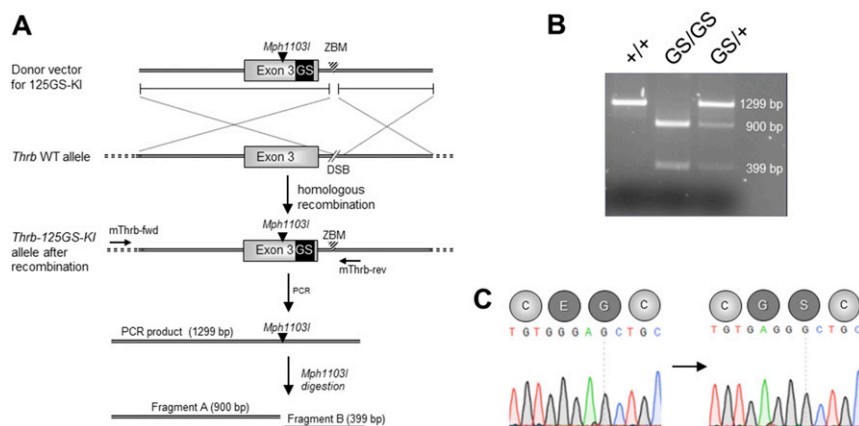 A
Mph1103I
ZBM
Donor vector
for 125GS-KI
Exon 3
GS
Thrb WT allele
Exon 3
DSB
homologous
recombination
Mph1103I
ZBM
Thrb-125GS-KI
allele after
recombination
mThrb-fwd
Exon 3
GS
mThrb-rev
PCR
PCR product (1299 bp)
Mph1103I
Mph1103I
digestion
Fragment A (900 bp)
Fragment B (399 bp)
B
+/+
GS/GS
GS/+
1299 bp
900 bp
399 bp
C
C E G C
T G T G G G A G C T G C
C G S C
T G T G A G G G C T G C